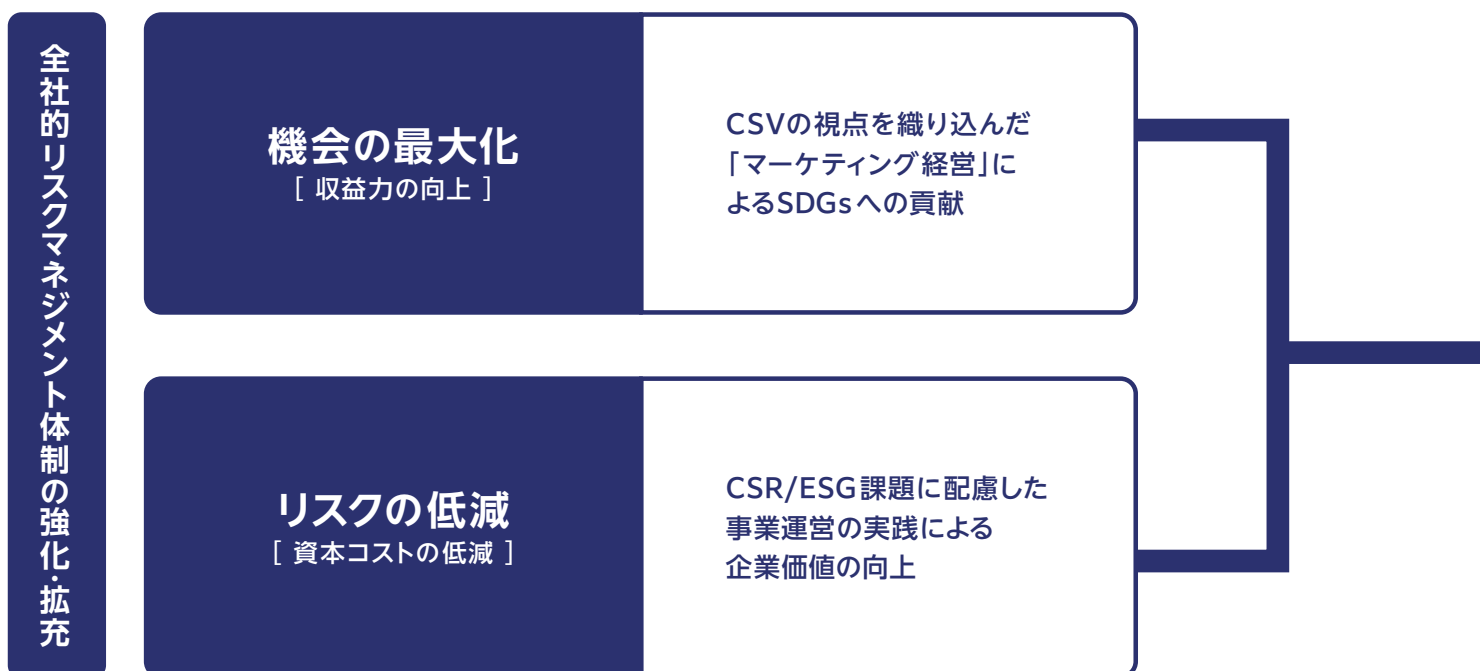 全社的リスクマネジメント体制の強化・拡充
機会の最大化
[ 収益力の向上 ]
CSVの視点を織り込んだ
「マーケティング経営」に
よるSDGsへの貢献
リスクの低減
[ 資本コストの低減 ]
CSR/ESG課題に配慮した
事業運営の実践による
企業価値の向上